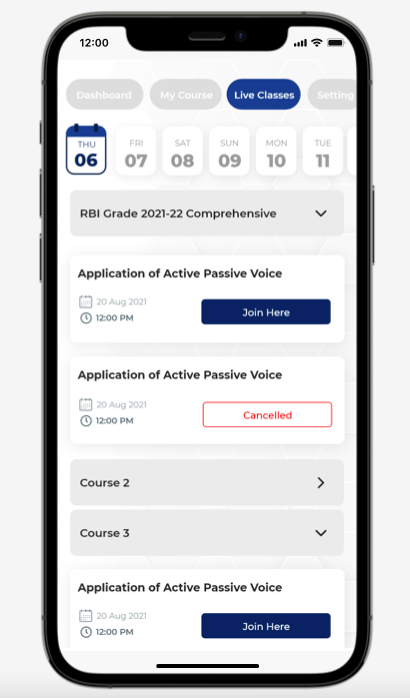 12:00
Dashboard My Course Live Classes Setting
THU FRI SAT SUN MON TUE
06 07 08 09 10 11
RBI Grade 2021-22 Comprehensive
Application of Active Passive Voice
20 Aug 2021
12:00 PM
Join Here
Application of Active Passive Voice
20 Aug 2021
12:00 PM
Cancelled
Course 2
Course 3
Application of Active Passive Voice
20 Aug 2021
12:00 PM
Join Here